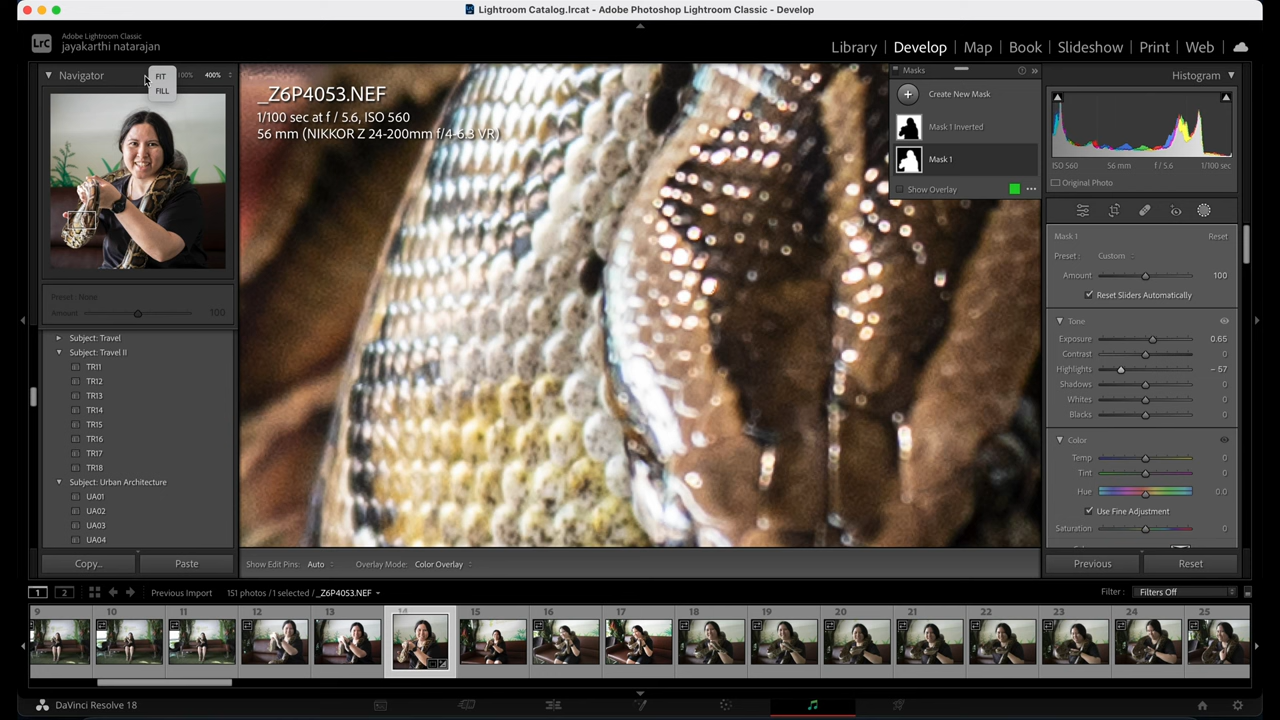 Lightroom Catalog.lrcat - Adobe Photoshop Lightroom Classic - Develop
LrC
Adobe Lightroom Classic
jayakarthi natarajan
Library | Develop | Map | Book | Slideshow | Print | Web
Navigator
FIT
FILL
100%
400%
_Z6P4053.NEF
1/100 sec at f / 5.6, ISO 560
56 mm (NIKKOR Z 24-200mm f/4-6.3 VR)
Preset: None
Amount 100
Subject: Travel
Subject: Travel II
TR11
TR12
TR13
TR14
TR15
TR16
TR17
TR18
Subject: Urban Architecture
UA01
UA02
UA03
UA04
Copy...
Paste
Masks
Create New Mask
Mask 1 Inverted
Mask 1
Show Overlay
Histogram
ISO 560 56 mm f / 5.6 1/100 sec
Original Photo
Mask 1 Reset
Preset : Custom
Amount 100
Reset Sliders Automatically
Tone
Exposure 0.65
Contrast 0
Highlights – 57
Shadows 0
Whites 0
Blacks 0
Color
Temp 0
Tint 0
Hue 0.0
Use Fine Adjustment
Saturation 0
Previous
Reset
Show Edit Pins: Auto
Overlay Mode: Color Overlay
1 2
Previous Import
151 photos / 1 selected / _Z6P4053.NEF
Filter : Filters Off
9 10 11 12 13 14 15 16 17 18 19 20 21 22 23 24 25
DaVinci Resolve 18